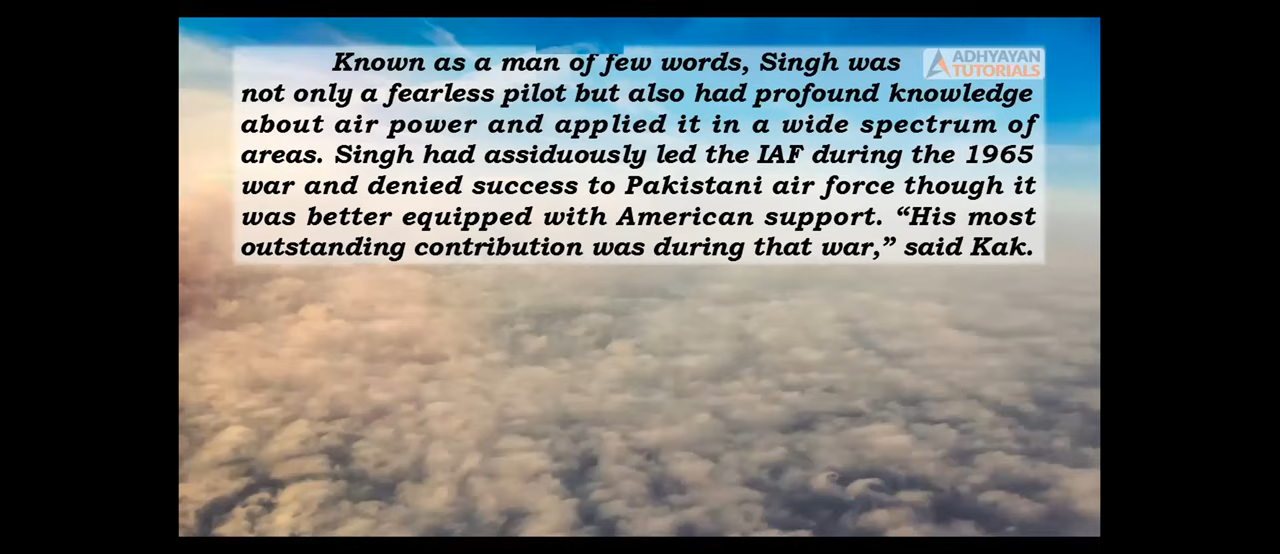 Known as a man of few words, Singh was
ADHYAYAN
TUTORIALS
not only a fearless pilot but also had profound knowledge
about air power and applied it in a wide spectrum of
areas. Singh had assiduously led the IAF during the 1965
war and denied success to Pakistani air force though it
was better equipped with American support. “His most
outstanding contribution was during that war,” said Kak.